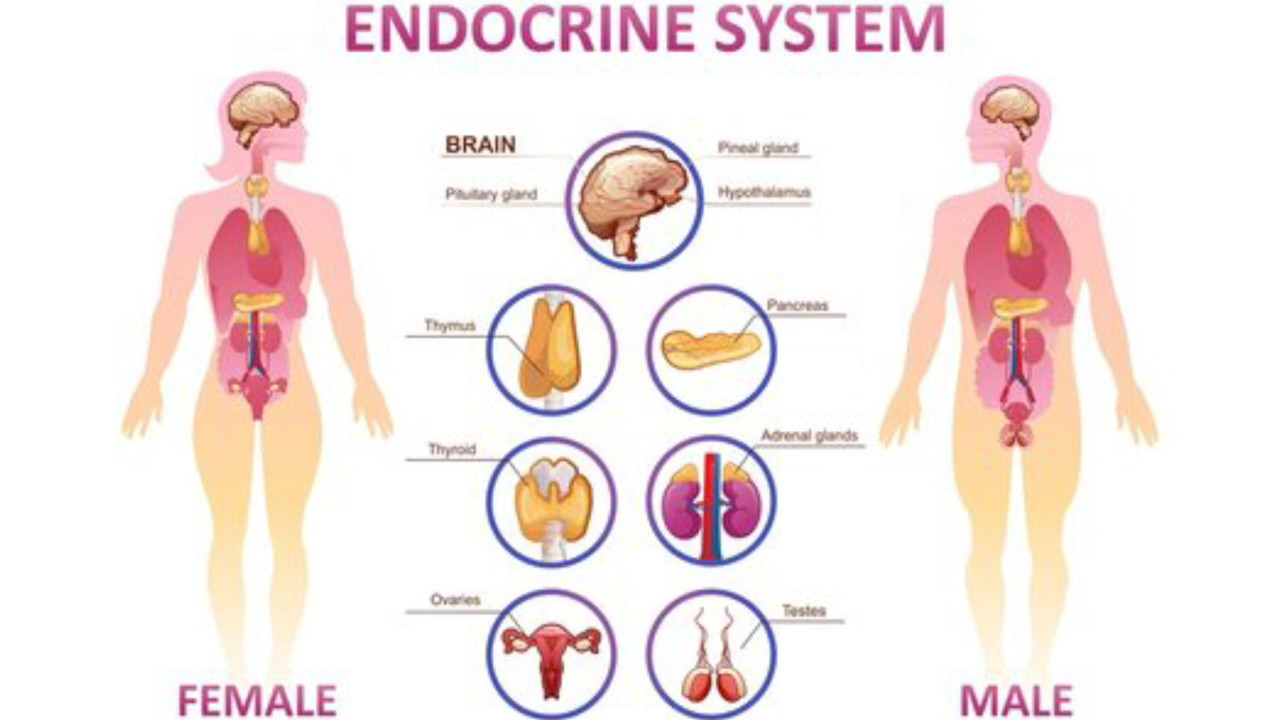 ENDOCRINE SYSTEM
BRAIN
Pineal gland
Pituitary gland
Hypothalamus
Thymus
Pancreas
Thyroid
Adrenal glands
Ovaries
Testes
FEMALE
MALE